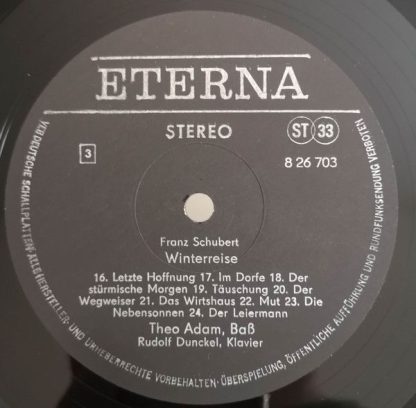 ETERNA
STEREO
ST 33
3
8 26 703
Franz Schubert
Winterreise
16. Letzte Hoffnung 17. Im Dorfe 18. Der
stürmische Morgen 19. Täuschung 20. Der
Wegweiser 21. Das Wirtshaus 22. Mut 23. Die
Nebensonnen 24. Der Leiermann
Theo Adam, Baß
Rudolf Dunckel, Klavier
VEB DEUTSCHE SCHALLPLATTEN · ALLE HERSTELLER- UND URHEBERRECHTE VORBEHALTEN · ÜBERSPIELUNG, ÖFFENTLICHE AUFFÜHRUNG UND RUNDFUNKSENDUNG VERBOTEN